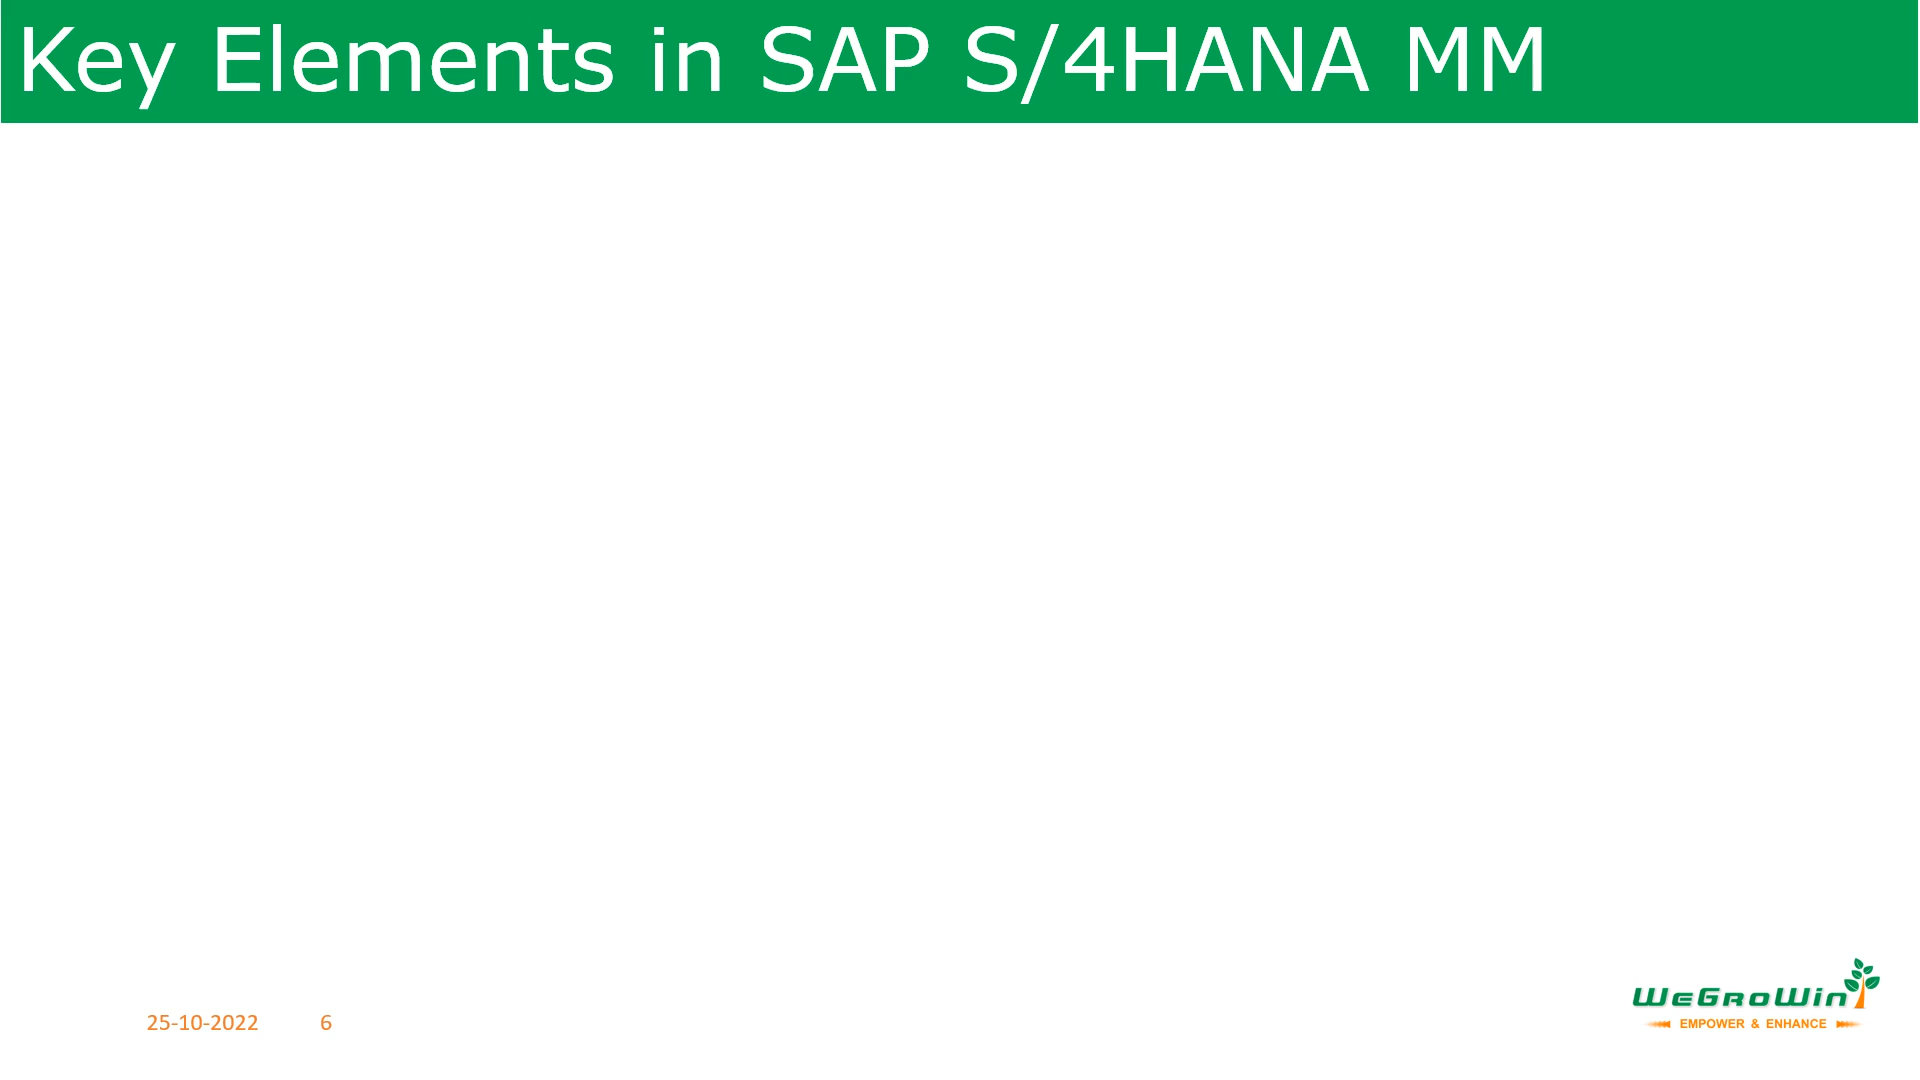 Key Elements in SAP S/4HANA MM
25-10-2022 6
WeGroWin
EMPOWER & ENHANCE